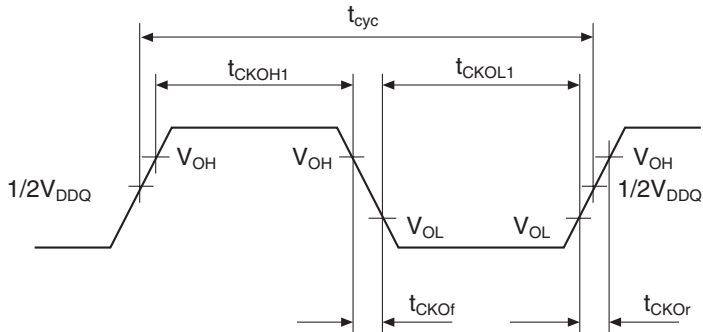 tcyc
tCKOH1 tCKOL1
VOH VOH VOH
1/2VDDQ 1/2VDDQ
VOL VOL
tCKOf tCKOr